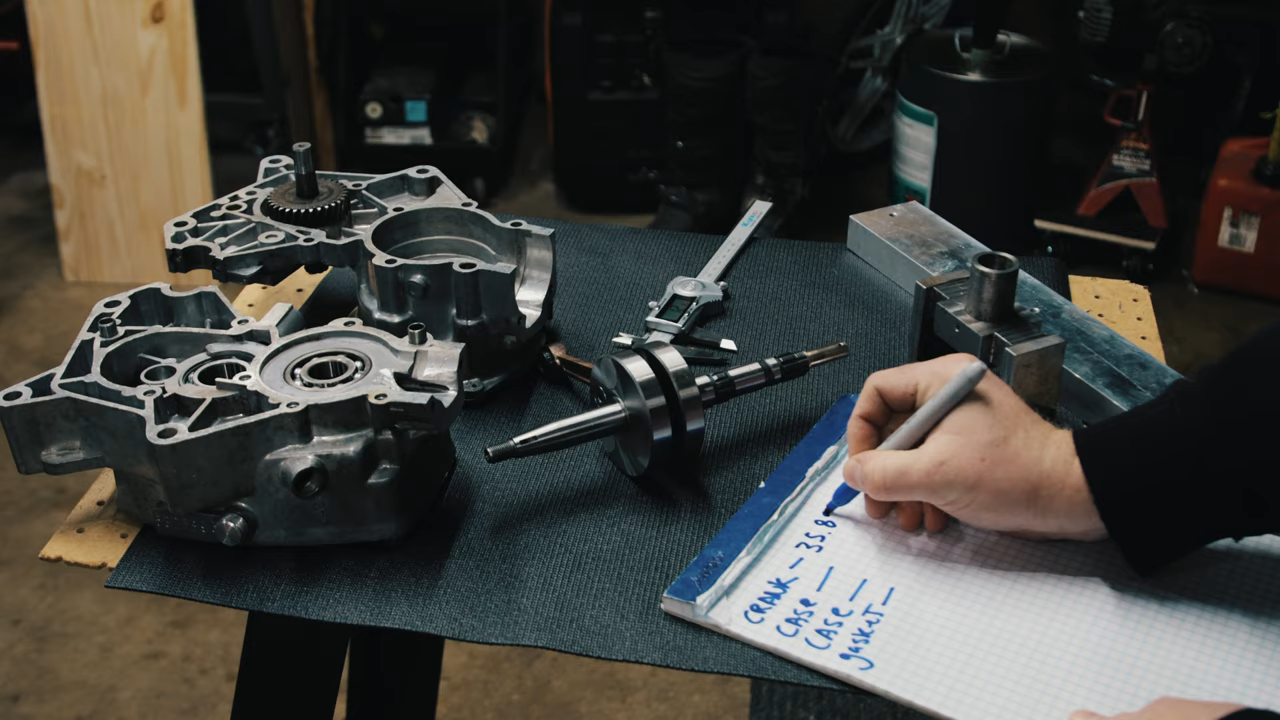 CRANK – 35.8
CASE –
CASE –
gasket –